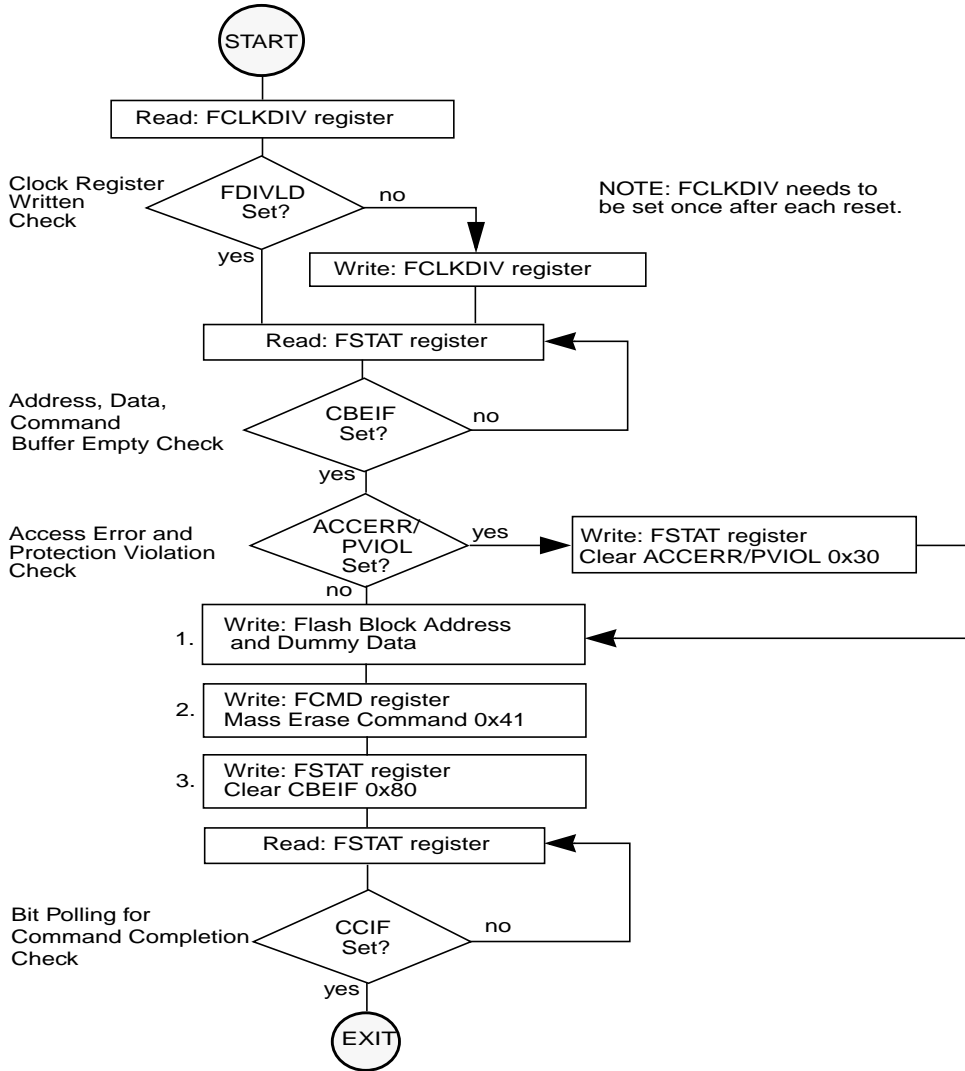 START
Read: FCLKDIV register
Clock Register
Written
Check
FDIVLD
Set?
no
yes
NOTE: FCLKDIV needs to
be set once after each reset.
Write: FCLKDIV register
Read: FSTAT register
Address, Data,
Command
Buffer Empty Check
CBEIF
Set?
no
yes
Access Error and
Protection Violation
Check
ACCERR/
PVIOL
Set?
yes
no
Write: FSTAT register
Clear ACCERR/PVIOL 0x30
1.
Write: Flash Block Address
and Dummy Data
2.
Write: FCMD register
Mass Erase Command 0x41
3.
Write: FSTAT register
Clear CBEIF 0x80
Read: FSTAT register
Bit Polling for
Command Completion
Check
CCIF
Set?
no
yes
EXIT